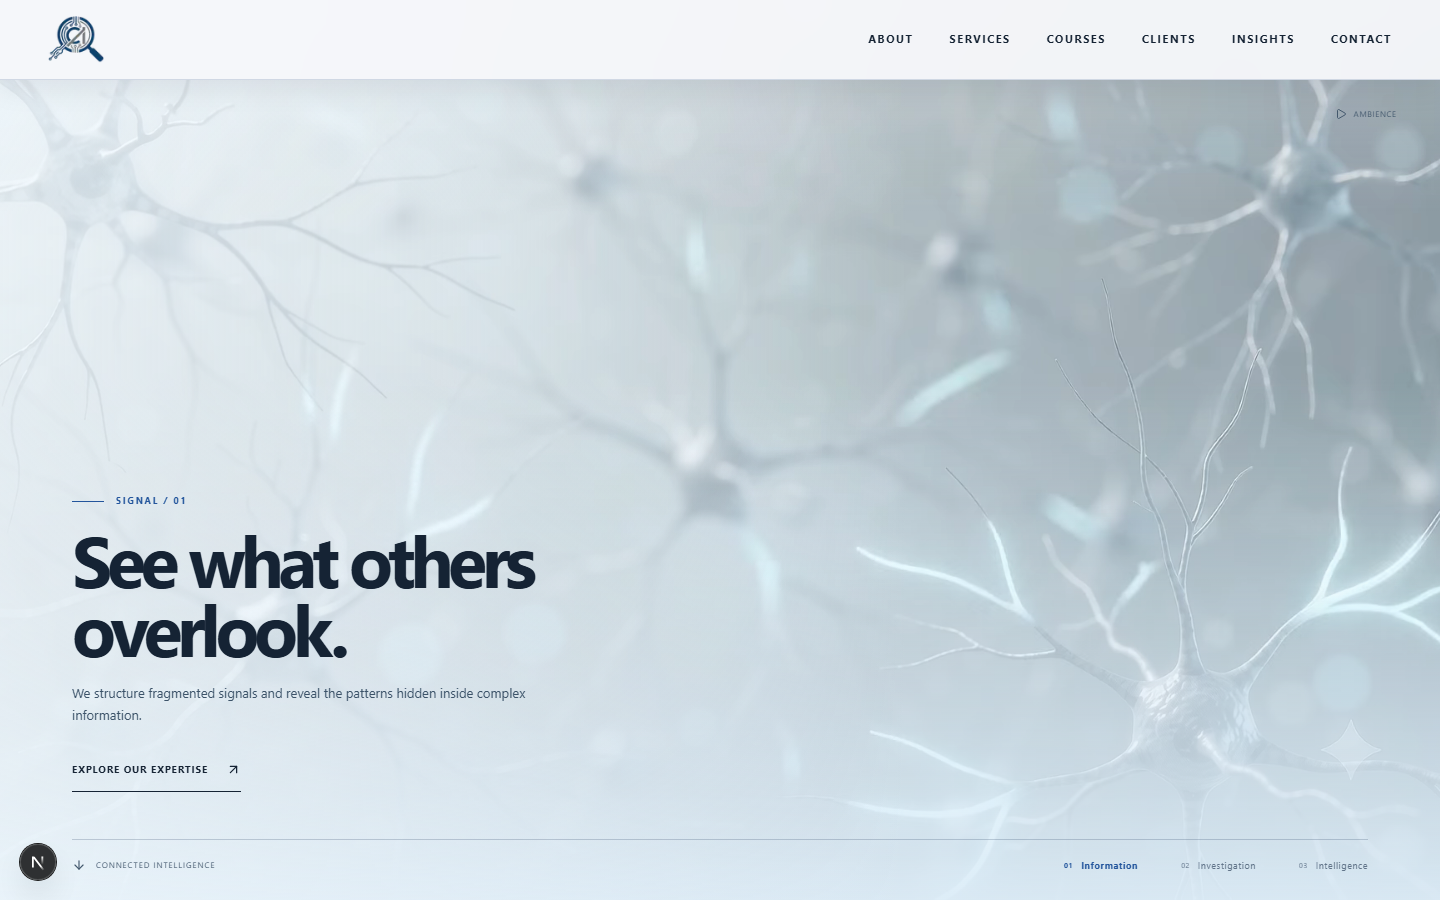 ABOUT
SERVICES
COURSES
CLIENTS
INSIGHTS
CONTACT
AMBIENCE
SIGNAL / 01
See what others
overlook.
We structure fragmented signals and reveal the patterns hidden inside complex
information.
EXPLORE OUR EXPERTISE
N
CONNECTED INTELLIGENCE
01 Information
02 Investigation
03 Intelligence